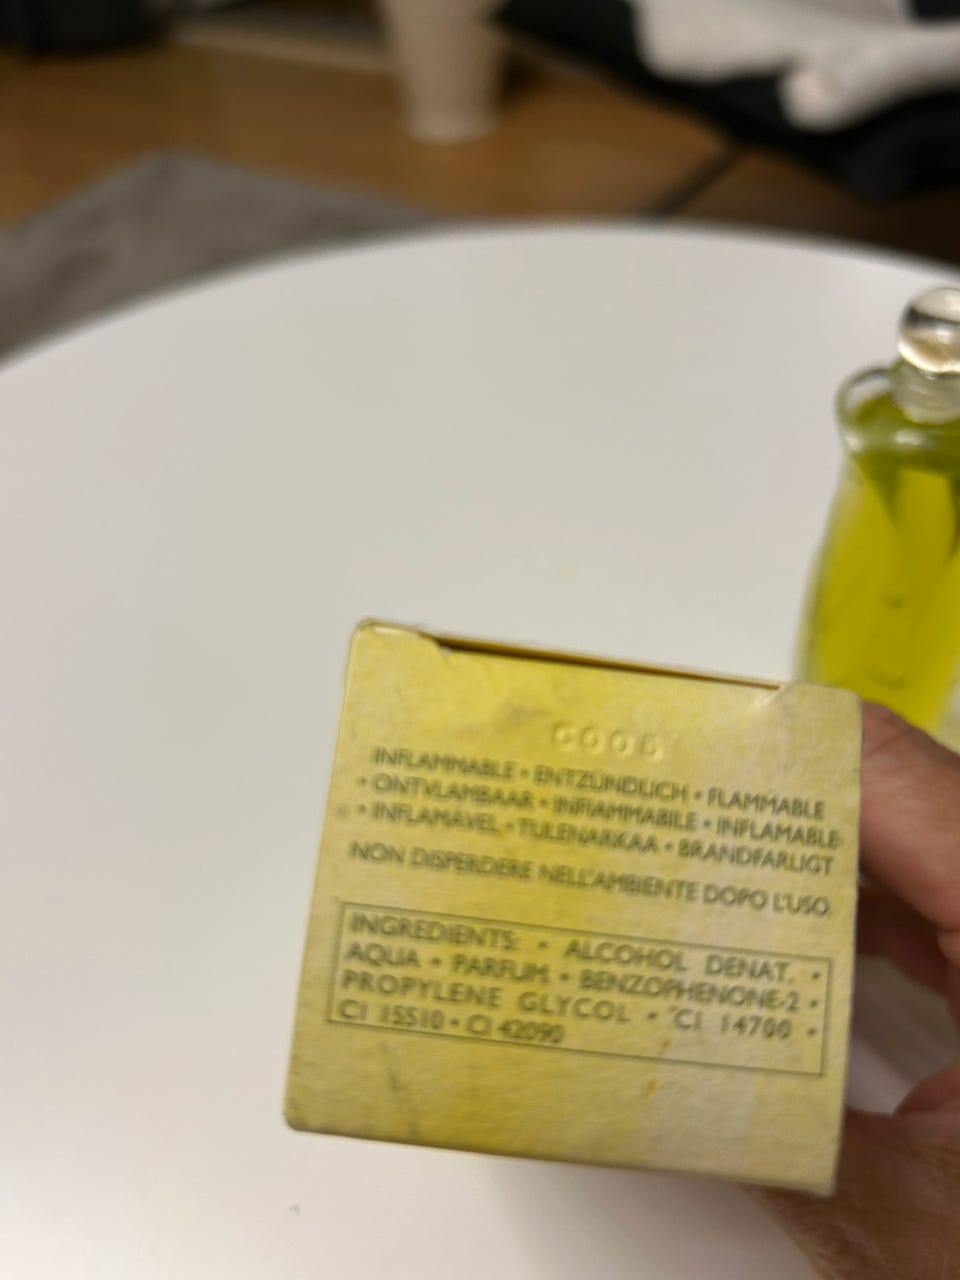 INFLAMMABLE • ENTZÜNDLICH • FLAMMABLE
• ONTVLAMBAAR • INFIAMMABILE • INFLAMABLE
• INFLAMÁVEL • TULENARKAA • BRANDFARLIGT
NON DISPERDERE NELL'AMBIENTE DOPO L'USO.
INGREDIENTS: • ALCOHOL DENAT. •
AQUA • PARFUM • BENZOPHENONE-2 •
PROPYLENE GLYCOL • CI 14700 •
CI 15510 • CI 42090